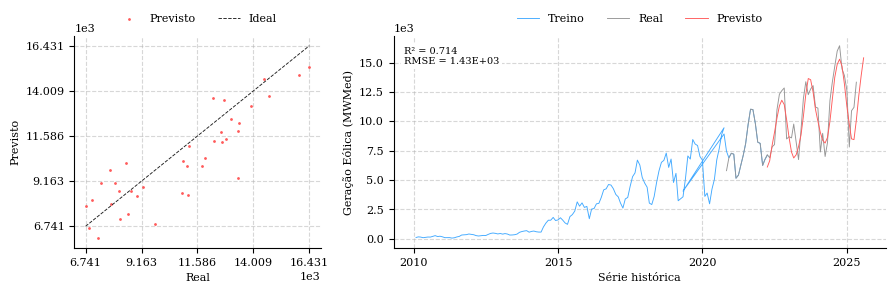 Previsto Ideal
1e3
16.431
14.009
11.586
9.163
6.741
Previsto
6.741 9.163 11.586 14.009 16.431
1e3
Real
Treino Real Previsto
1e3
R² = 0.714
RMSE = 1.43E+03
15.0
12.5
10.0
7.5
5.0
2.5
0.0
Geração Eólica (MWMed)
2010 2015 2020 2025
Série histórica